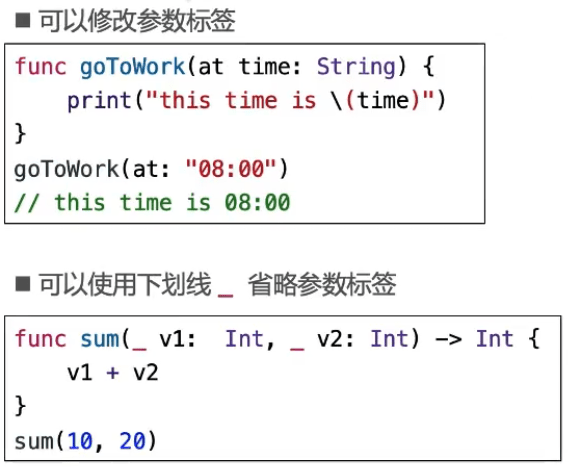 ■ 可以修改参数标签
func goToWork(at time: String) {
    print("this time is \(time)")
}
goToWork(at: "08:00")
// this time is 08:00
■ 可以使用下划线 _ 省略参数标签
func sum(_ v1:  Int, _ v2: Int) -> Int {
    v1 + v2
}
sum(10, 20)